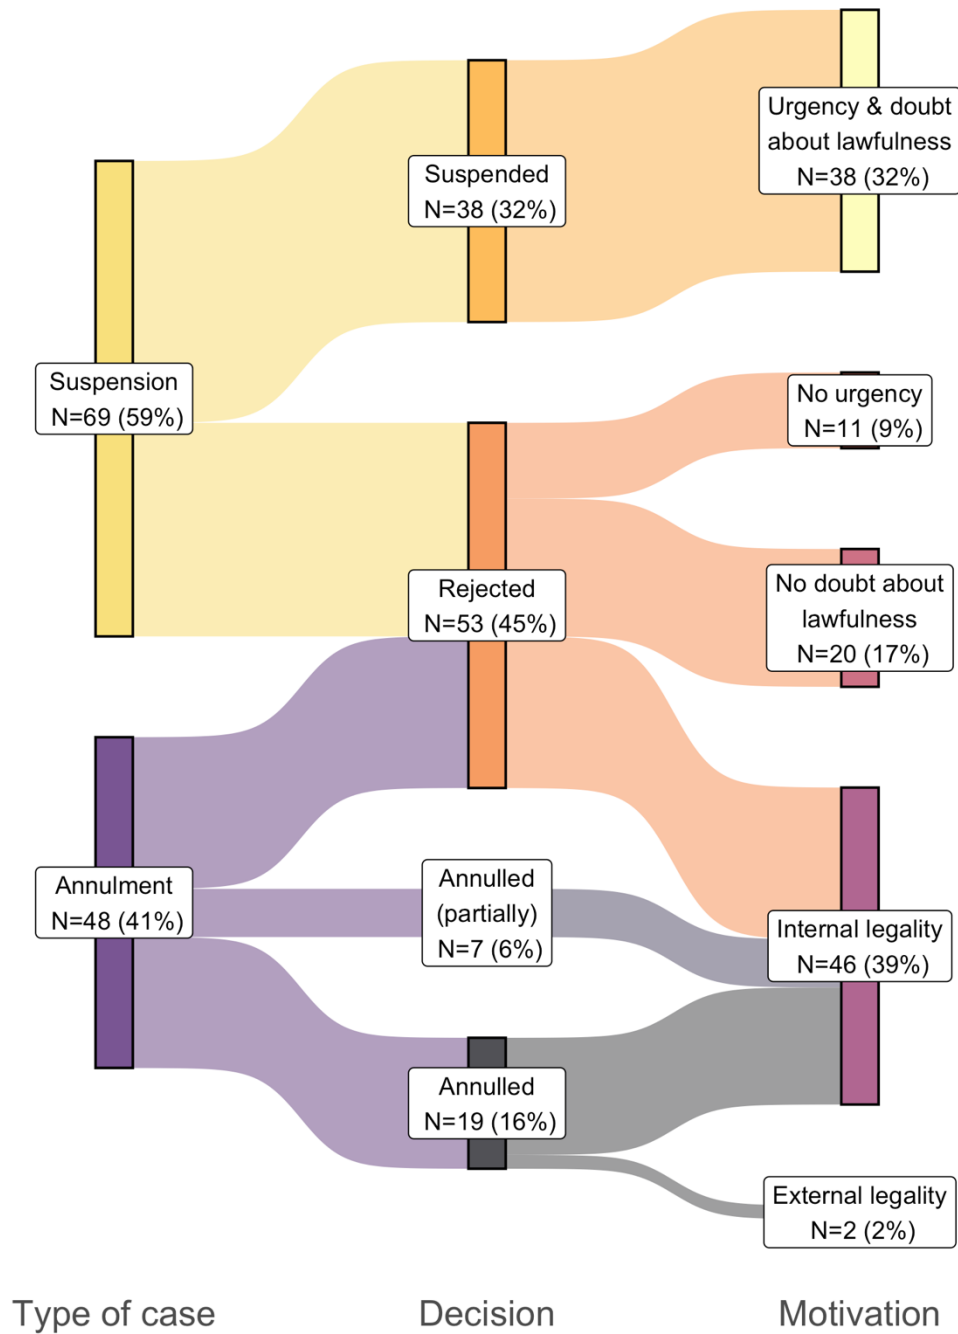 Urgency & doubt
about lawfulness
N=38 (32%)
Suspended
N=38 (32%)
Suspension
N=69 (59%)
No urgency
N=11 (9%)
No doubt about
lawfulness
N=20 (17%)
Rejected
N=53 (45%)
Annulment
N=48 (41%)
Annulled
(partially)
N=7 (6%)
Internal legality
N=46 (39%)
Annulled
N=19 (16%)
External legality
N=2 (2%)
Type of case
Decision
Motivation